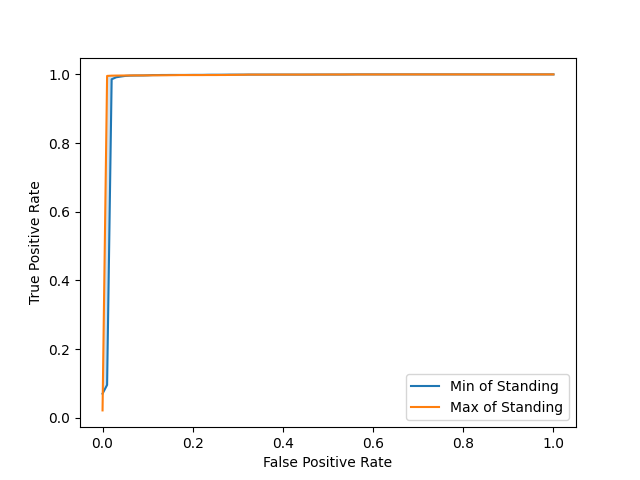 1.0
0.8
0.6
0.4
0.2
0.0
True Positive Rate
Min of Standing
Max of Standing
0.0 0.2 0.4 0.6 0.8 1.0
False Positive Rate